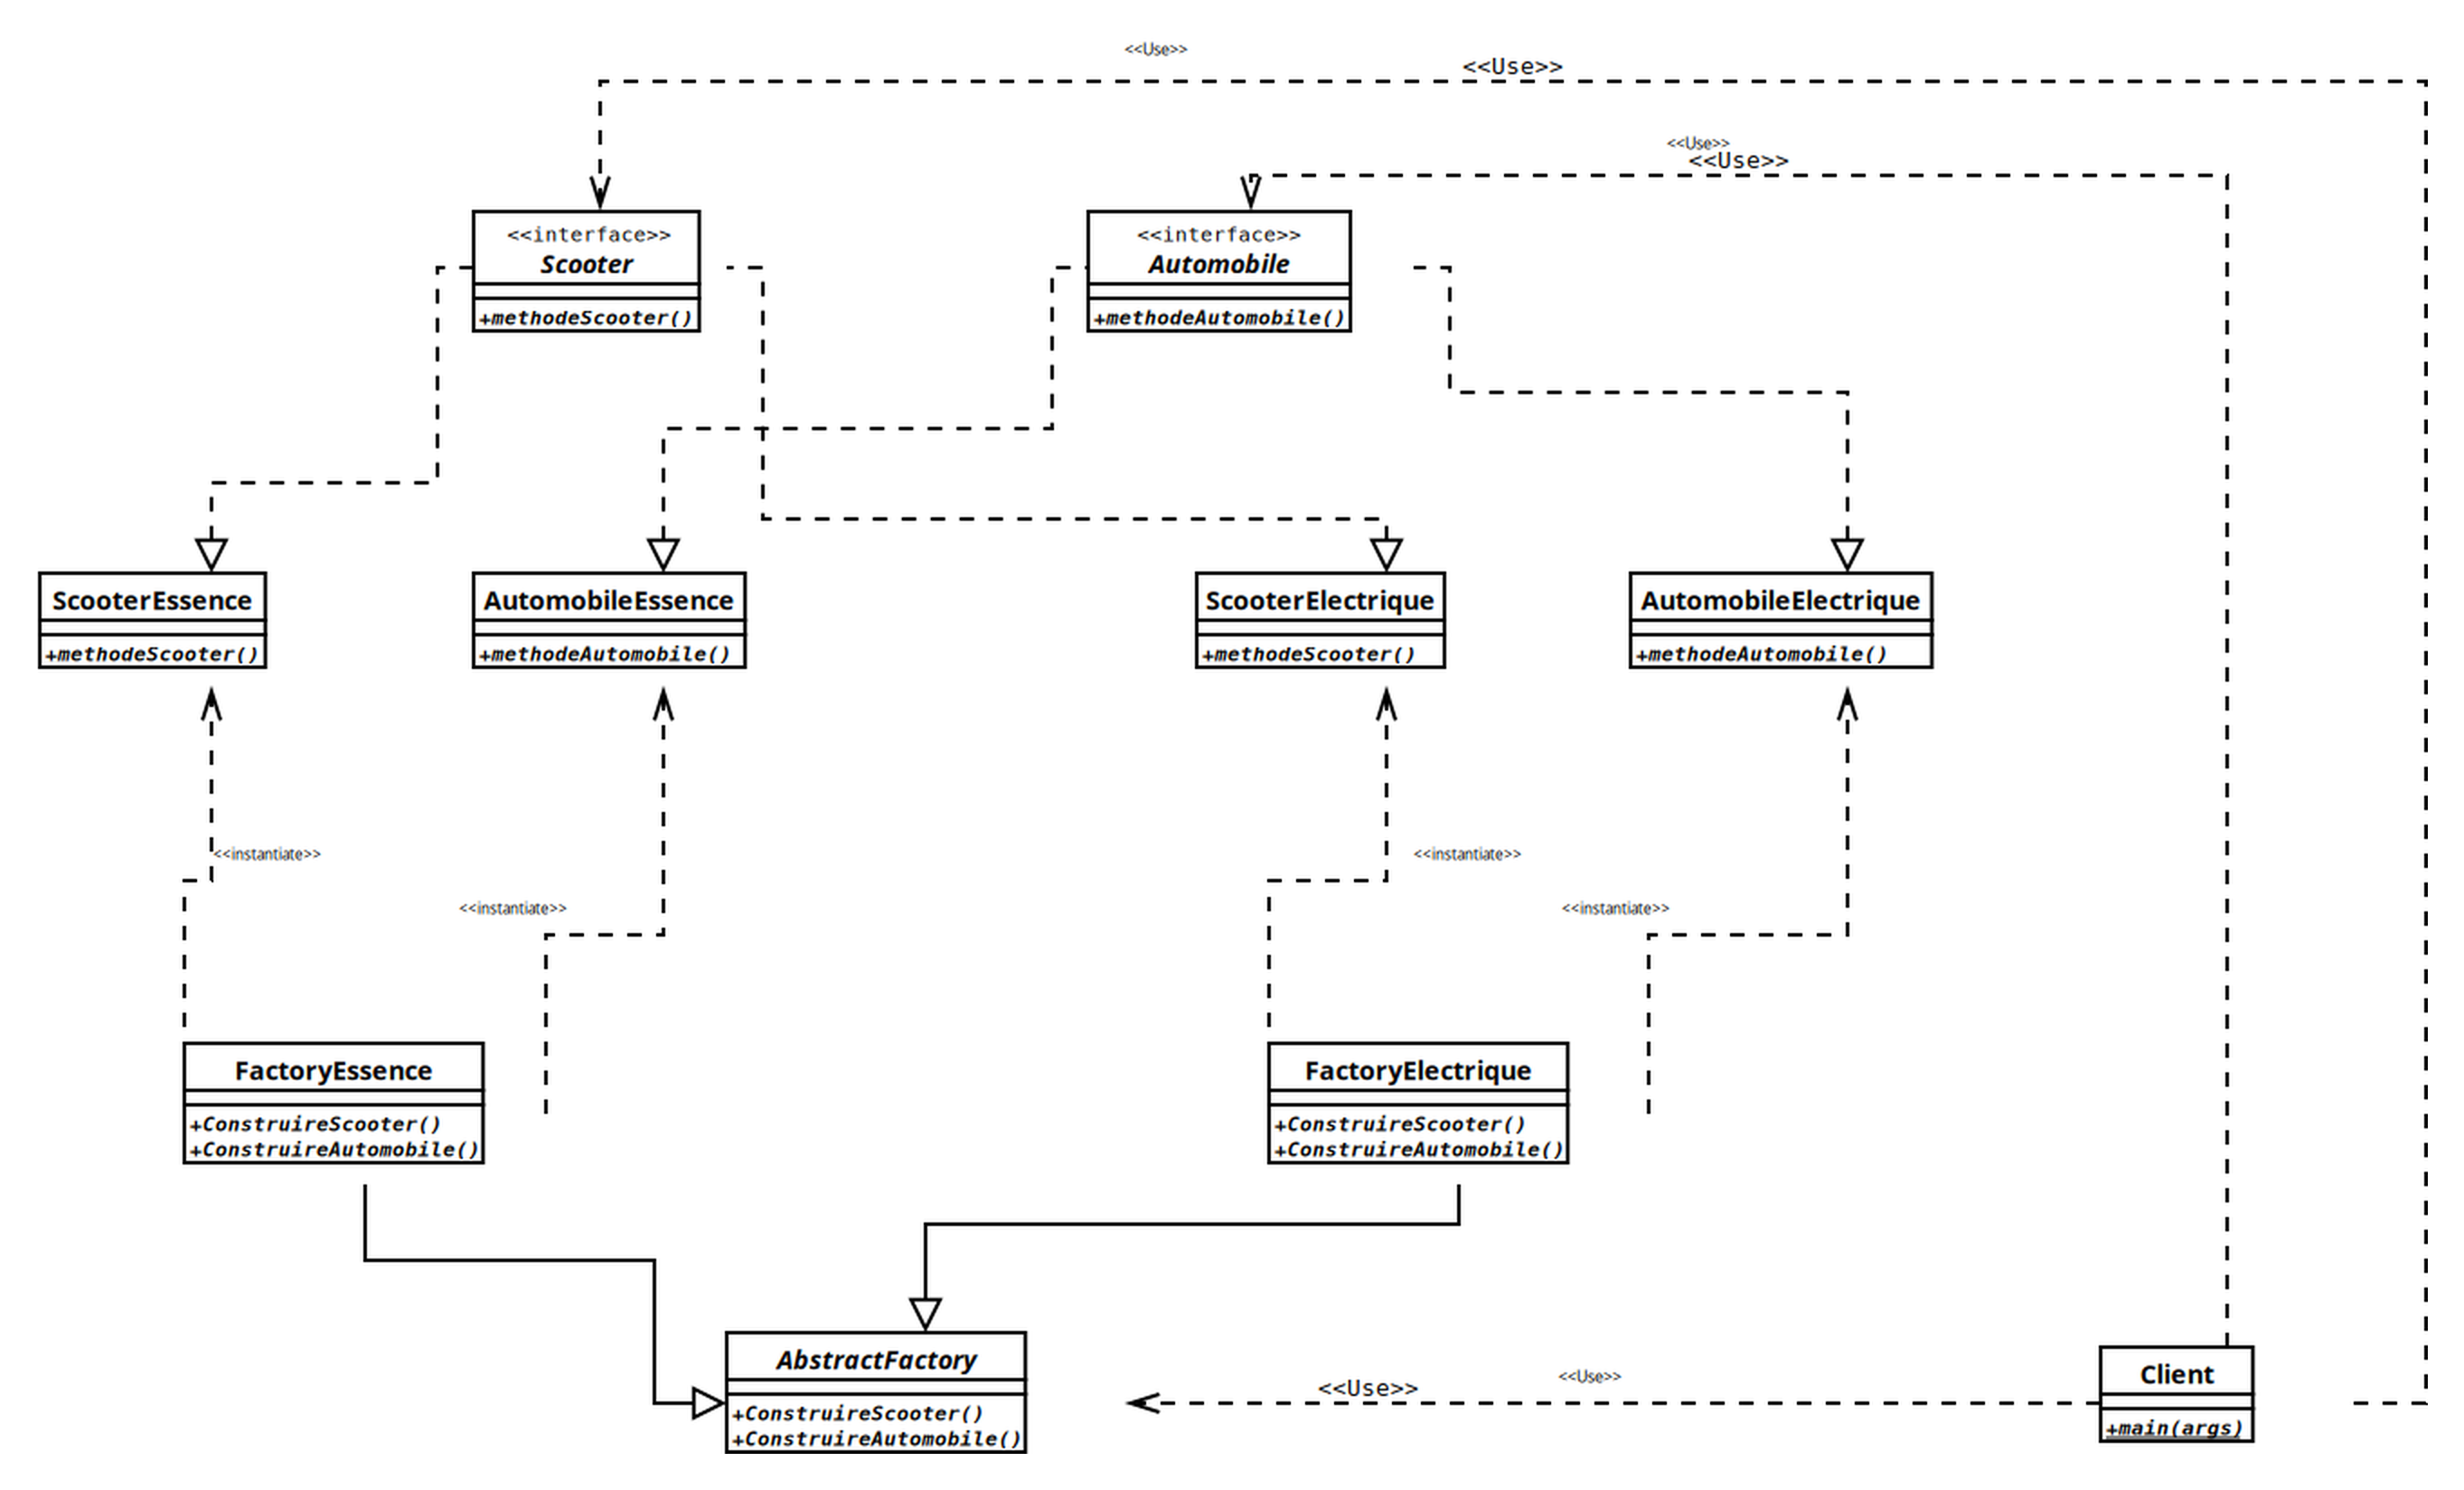 <<Use>>
<<Use>>
<<Use>>
<<Use>>
<<interface>>
Scooter
+methodeScooter()
<<interface>>
Automobile
+methodeAutomobile()
ScooterEssence
+methodeScooter()
AutomobileEssence
+methodeAutomobile()
ScooterElectrique
+methodeScooter()
AutomobileElectrique
+methodeAutomobile()
<<instantiate>>
<<instantiate>>
<<instantiate>>
<<instantiate>>
FactoryEssence
+ConstruireScooter()
+ConstruireAutomobile()
FactoryElectrique
+ConstruireScooter()
+ConstruireAutomobile()
AbstractFactory
+ConstruireScooter()
+ConstruireAutomobile()
<<Use>>
<<Use>>
Client
+main(args)